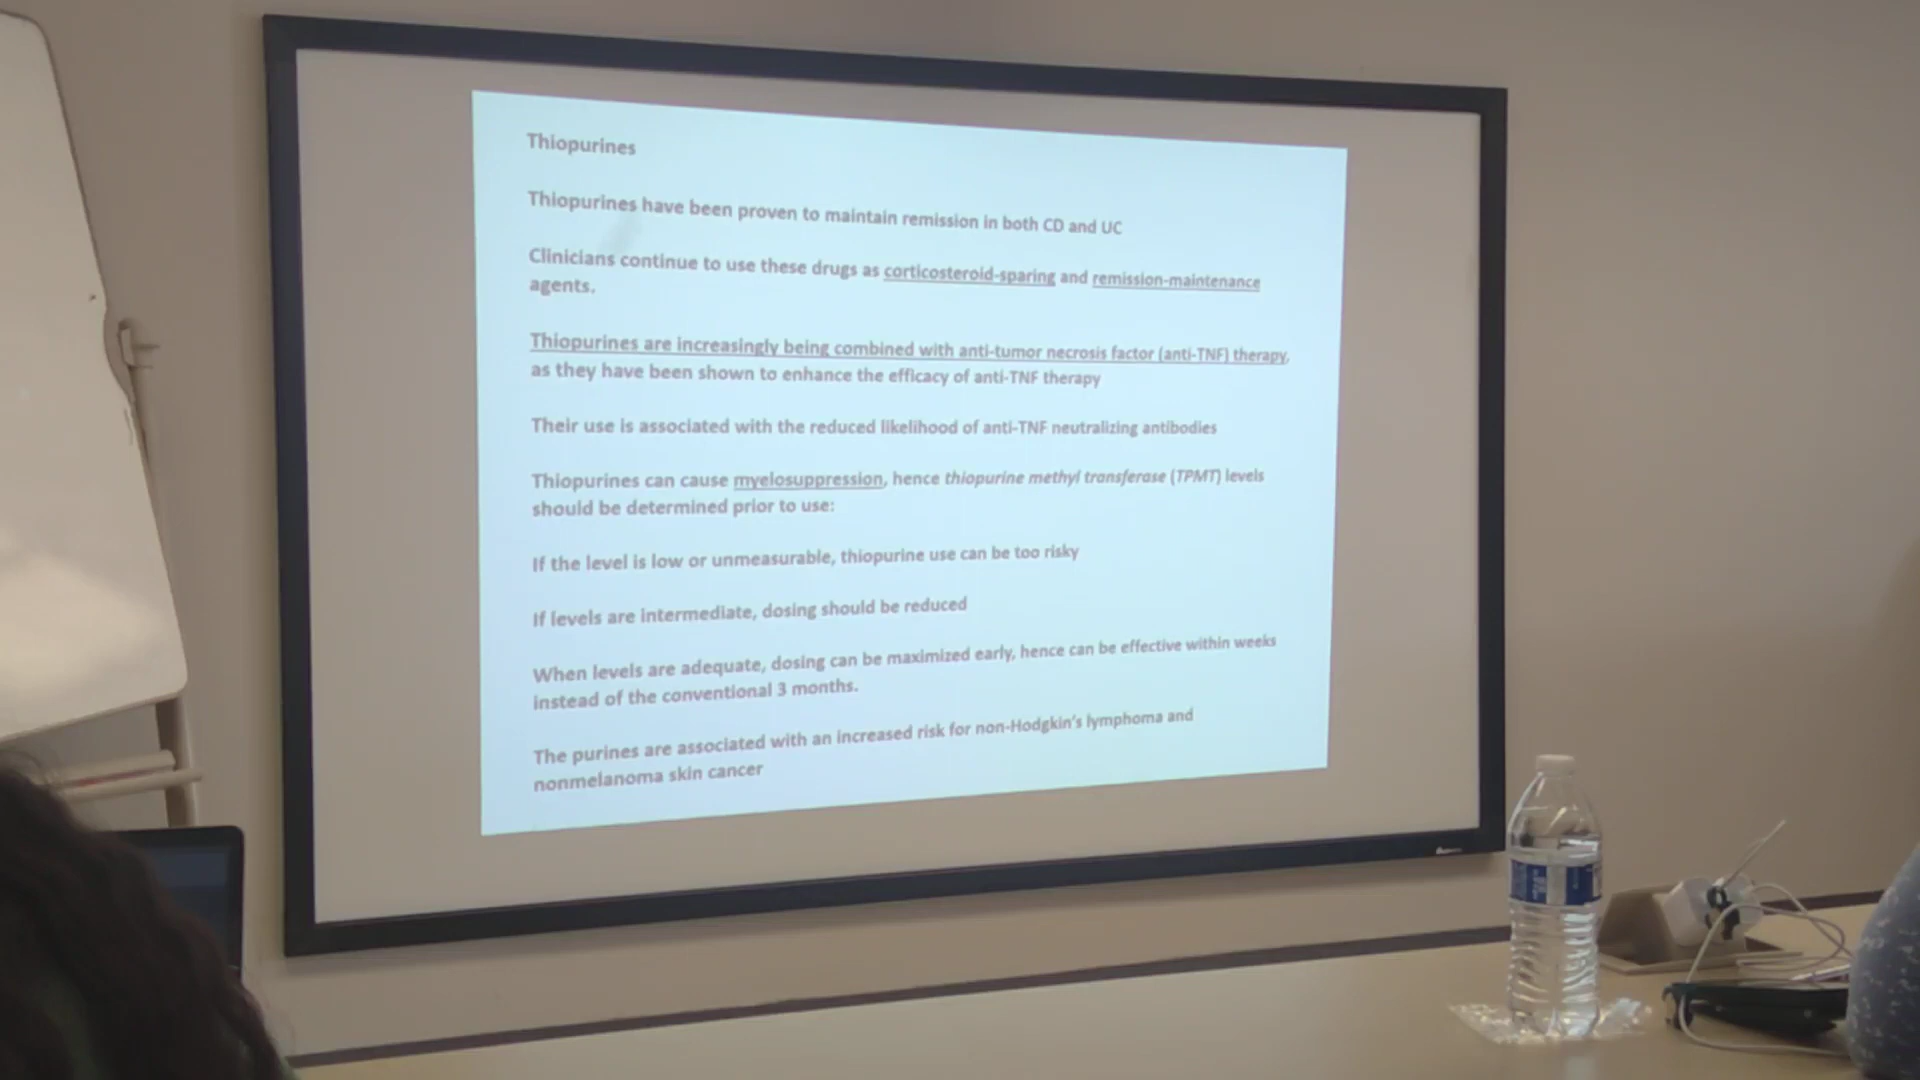 Thiopurines
Thiopurines have been proven to maintain remission in both CD and UC
Clinicians continue to use these drugs as corticosteroid-sparing and remission-maintenance
agents.
Thiopurines are increasingly being combined with anti-tumor necrosis factor (anti-TNF) therapy,
as they have been shown to enhance the efficacy of anti-TNF therapy
Their use is associated with the reduced likelihood of anti-TNF neutralizing antibodies
Thiopurines can cause myelosuppression, hence thiopurine methyl transferase (TPMT) levels
should be determined prior to use:
If the level is low or unmeasurable, thiopurine use can be too risky
If levels are intermediate, dosing should be reduced
When levels are adequate, dosing can be maximized early, hence can be effective within weeks
instead of the conventional 3 months.
The purines are associated with an increased risk for non-Hodgkin's lymphoma and
nonmelanoma skin cancer